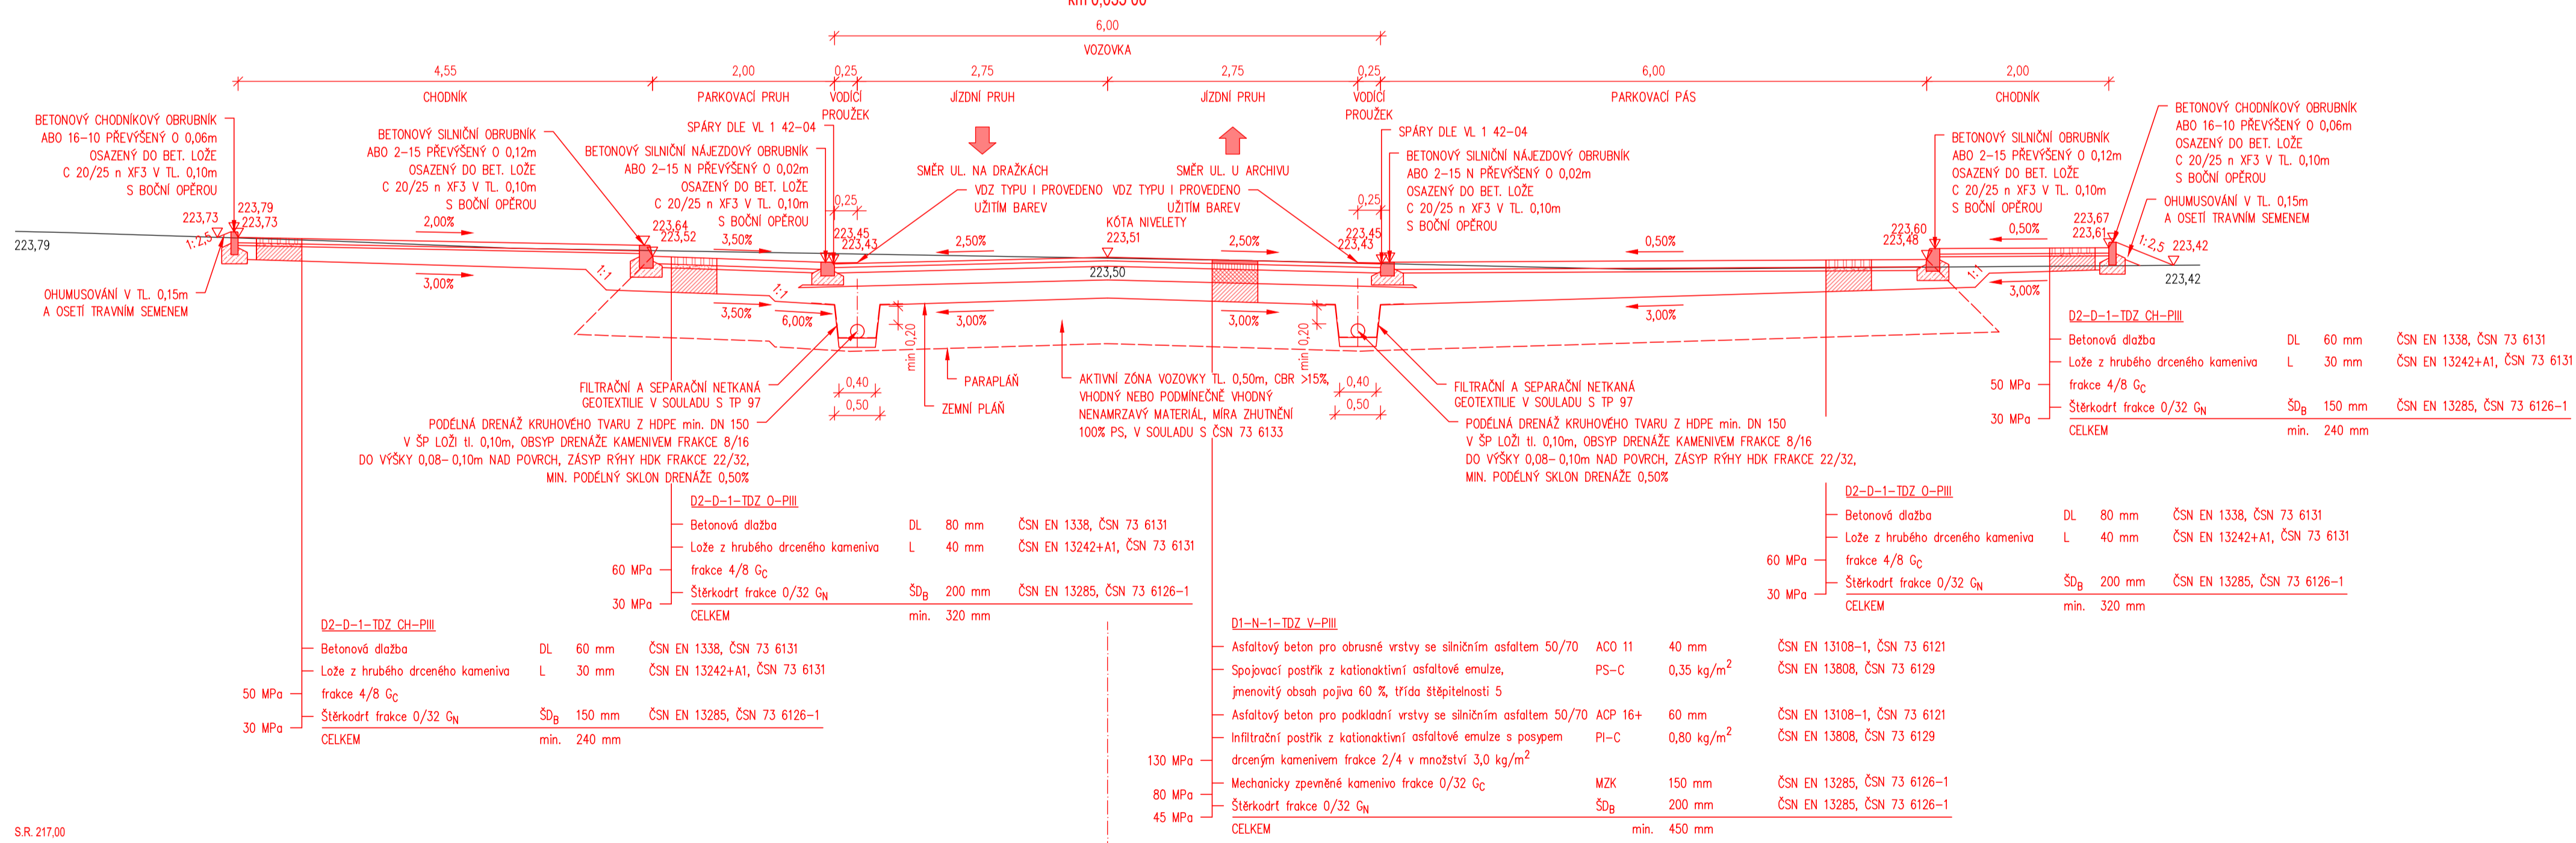 km 0,055 00
6,00
VOZOVKA
4,55
2,00
0,25
2,75
2,75
0,25
6,00
2,00
CHODNÍK
PARKOVACÍ PRUH
VODÍCÍ
PROUŽEK
JÍZDNÍ PRUH
JÍZDNÍ PRUH
VODÍCÍ
PROUŽEK
PARKOVACÍ PÁS
CHODNÍK
BETONOVÝ CHODNÍKOVÝ OBRUBNÍK
ABO 16-10 PŘEVÝŠENÝ O 0,06m
OSAZENÝ DO BET. LOŽE
C 20/25 n XF3 V TL. 0,10m
S BOČNÍ OPĚROU
BETONOVÝ SILNIČNÍ OBRUBNÍK
ABO 2-15 PŘEVÝŠENÝ O 0,12m
OSAZENÝ DO BET. LOŽE
C 20/25 n XF3 V TL. 0,10m
S BOČNÍ OPĚROU
SPÁRY DLE VL 1 42-04
BETONOVÝ SILNIČNÍ NÁJEZDOVÝ OBRUBNÍK
ABO 2-15 N PŘEVÝŠENÝ O 0,02m
OSAZENÝ DO BET. LOŽE
C 20/25 n XF3 V TL. 0,10m
S BOČNÍ OPĚROU
SMĚR UL. NA DRAŽKÁCH
SMĚR UL. U ARCHIVU
VDZ TYPU I PROVEDENO
UŽITÍM BAREV
VDZ TYPU I PROVEDENO
UŽITÍM BAREV
KÓTA NIVELETY
223,51
223,50
SPÁRY DLE VL 1 42-04
BETONOVÝ SILNIČNÍ NÁJEZDOVÝ OBRUBNÍK
ABO 2-15 N PŘEVÝŠENÝ O 0,02m
OSAZENÝ DO BET. LOŽE
C 20/25 n XF3 V TL. 0,10m
S BOČNÍ OPĚROU
BETONOVÝ SILNIČNÍ OBRUBNÍK
ABO 2-15 PŘEVÝŠENÝ O 0,12m
OSAZENÝ DO BET. LOŽE
C 20/25 n XF3 V TL. 0,10m
S BOČNÍ OPĚROU
BETONOVÝ CHODNÍKOVÝ OBRUBNÍK
ABO 16-10 PŘEVÝŠENÝ O 0,06m
OSAZENÝ DO BET. LOŽE
C 20/25 n XF3 V TL. 0,10m
S BOČNÍ OPĚROU
OHUMUSOVÁNÍ V TL. 0,15m
A OSETÍ TRAVNÍM SEMENEM
223,79
223,73
223,79
223,73
1:2,5
2,00%
3,00%
1:1
223,64
223,52
3,50%
1:1
3,50%
6,00%
0,25
223,45
223,43
2,50%
2,50%
0,25
223,45
223,43
0,50%
223,60
223,48
0,50%
223,67
223,61
1:2,5
223,42
223,42
1:1
3,00%
3,00%
3,00%
3,00%
min 0,20
min 0,20
OHUMUSOVÁNÍ V TL. 0,15m
A OSETÍ TRAVNÍM SEMENEM
0,40
0,50
0,40
0,50
PARAPLÁŇ
ZEMNÍ PLÁŇ
AKTIVNÍ ZÓNA VOZOVKY TL. 0,50m, CBR >15%,
VHODNÝ NEBO PODMÍNEČNĚ VHODNÝ
NENAMRZAVÝ MATERIÁL, MÍRA ZHUTNĚNÍ
100% PS, V SOULADU S ČSN 73 6133
FILTRAČNÍ A SEPARAČNÍ NETKANÁ
GEOTEXTILIE V SOULADU S TP 97
PODÉLNÁ DRENÁŽ KRUHOVÉHO TVARU Z HDPE min. DN 150
V ŠP LOŽI tl. 0,10m, OBSYP DRENÁŽE KAMENIVEM FRAKCE 8/16
DO VÝŠKY 0,08-0,10m NAD POVRCH, ZÁSYP RÝHY HDK FRAKCE 22/32,
MIN. PODÉLNÝ SKLON DRENÁŽE 0,50%
FILTRAČNÍ A SEPARAČNÍ NETKANÁ
GEOTEXTILIE V SOULADU S TP 97
PODÉLNÁ DRENÁŽ KRUHOVÉHO TVARU Z HDPE min. DN 150
V ŠP LOŽI tl. 0,10m, OBSYP DRENÁŽE KAMENIVEM FRAKCE 8/16
DO VÝŠKY 0,08-0,10m NAD POVRCH, ZÁSYP RÝHY HDK FRAKCE 22/32,
MIN. PODÉLNÝ SKLON DRENÁŽE 0,50%
D2-D-1-TDZ CH-PIII
Betonová dlažba DL 60 mm ČSN EN 1338, ČSN 73 6131
Lože z hrubého drceného kameniva L 30 mm ČSN EN 13242+A1, ČSN 73 6131
50 MPa frakce 4/8 GC
Štěrkodrť frakce 0/32 GN ŠDB 150 mm ČSN EN 13285, ČSN 73 6126-1
30 MPa
CELKEM min. 240 mm
D2-D-1-TDZ O-PIII
Betonová dlažba DL 80 mm ČSN EN 1338, ČSN 73 6131
Lože z hrubého drceného kameniva L 40 mm ČSN EN 13242+A1, ČSN 73 6131
60 MPa frakce 4/8 GC
Štěrkodrť frakce 0/32 GN ŠDB 200 mm ČSN EN 13285, ČSN 73 6126-1
30 MPa
CELKEM min. 320 mm
D2-D-1-TDZ O-PIII
Betonová dlažba DL 80 mm ČSN EN 1338, ČSN 73 6131
Lože z hrubého drceného kameniva L 40 mm ČSN EN 13242+A1, ČSN 73 6131
60 MPa frakce 4/8 GC
Štěrkodrť frakce 0/32 GN ŠDB 200 mm ČSN EN 13285, ČSN 73 6126-1
30 MPa
CELKEM min. 320 mm
D2-D-1-TDZ CH-PIII
Betonová dlažba DL 60 mm ČSN EN 1338, ČSN 73 6131
Lože z hrubého drceného kameniva L 30 mm ČSN EN 13242+A1, ČSN 73 6131
50 MPa frakce 4/8 GC
Štěrkodrť frakce 0/32 GN ŠDB 150 mm ČSN EN 13285, ČSN 73 6126-1
30 MPa
CELKEM min. 240 mm
D1-N-1-TDZ V-PIII
Asfaltový beton pro obrusné vrstvy se silničním asfaltem 50/70 ACO 11 40 mm ČSN EN 13108-1, ČSN 73 6121
Spojovací postřik z kationaktivní asfaltové emulze, PS-C 0,35 kg/m2 ČSN EN 13808, ČSN 73 6129
jmenovitý obsah pojiva 60 %, třída štěpitelnosti 5
Asfaltový beton pro podkladní vrstvy se silničním asfaltem 50/70 ACP 16+ 60 mm ČSN EN 13108-1, ČSN 73 6121
Infiltrační postřik z kationaktivní asfaltové emulze s posypem PI-C 0,80 kg/m2 ČSN EN 13808, ČSN 73 6129
130 MPa drceným kamenivem frakce 2/4 v množství 3,0 kg/m2
Mechanicky zpevněné kamenivo frakce 0/32 GC MZK 150 mm ČSN EN 13285, ČSN 73 6126-1
80 MPa
Štěrkodrť frakce 0/32 GN ŠDB 200 mm ČSN EN 13285, ČSN 73 6126-1
45 MPa
CELKEM min. 450 mm
S.R. 217,00